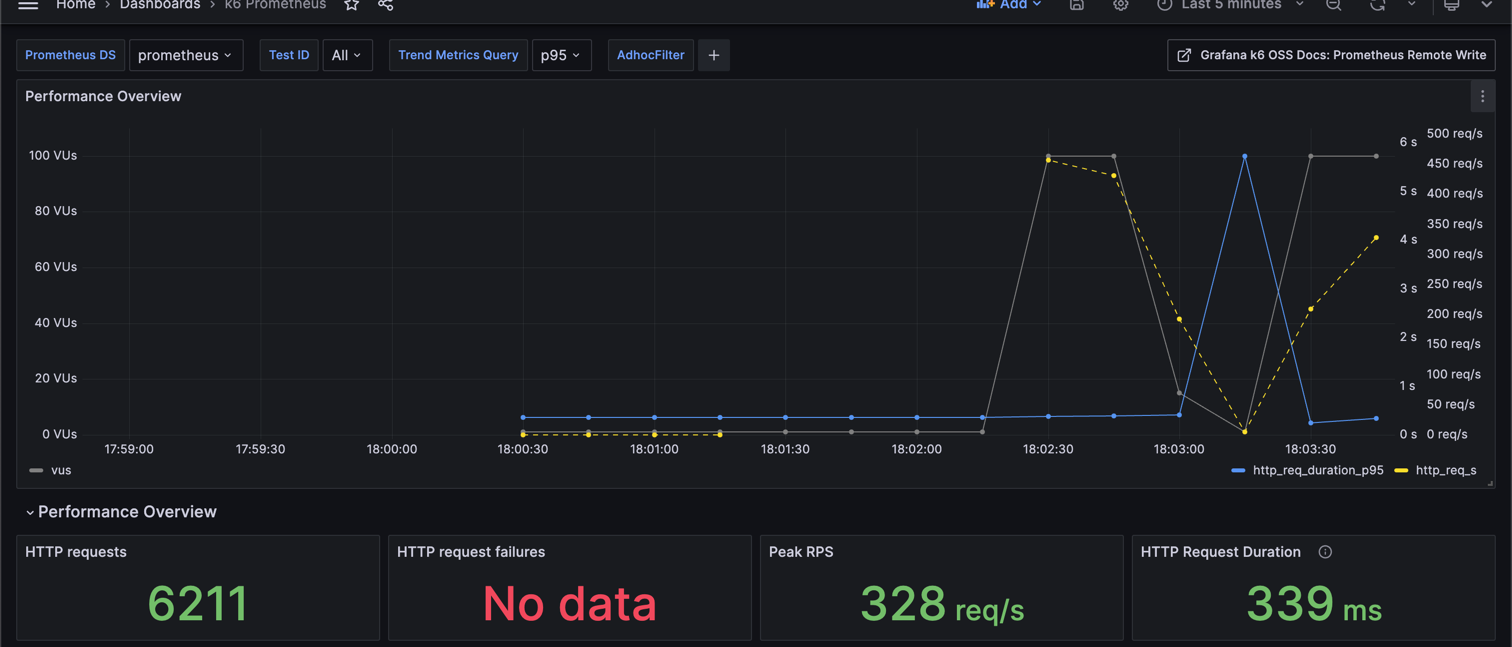 Home › Dashboards › k6 Prometheus Add Last 5 minutes
Prometheus DS prometheus Test ID All Trend Metrics Query p95 AdhocFilter + Grafana k6 OSS Docs: Prometheus Remote Write
Performance Overview
500 req/s
6 s
100 VUs
450 req/s
5 s
400 req/s
80 VUs
350 req/s
4 s
300 req/s
60 VUs
3 s
250 req/s
200 req/s
40 VUs
2 s
150 req/s
20 VUs
100 req/s
1 s
50 req/s
0 VUs
0 s 0 req/s
17:59:00 17:59:30 18:00:00 18:00:30 18:01:00 18:01:30 18:02:00 18:02:30 18:03:00 18:03:30
vus http_req_duration_p95 http_req_s
Performance Overview
HTTP requests HTTP request failures Peak RPS HTTP Request Duration
6211 No data 328 req/s 339 ms